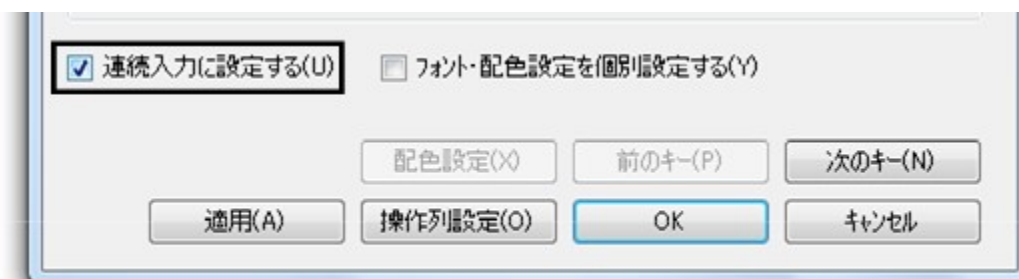 連続入力に設定する(U) フォント・配色設定を個別設定する(Y)
配色設定(X) 前のキー(P) 次のキー(N)
適用(A) 操作列設定(O) OK キャンセル